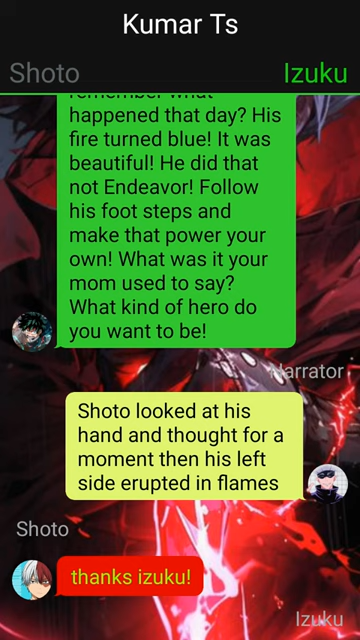 Kumar Ts
Shoto
Izuku
remember what
happened that day? His
fire turned blue! It was
beautiful! He did that
not Endeavor! Follow
his foot steps and
make that power your
own! What was it your
mom used to say?
What kind of hero do
you want to be!
Narrator
Shoto looked at his
hand and thought for a
moment then his left
side erupted in flames
Shoto
thanks izuku!
Izuku